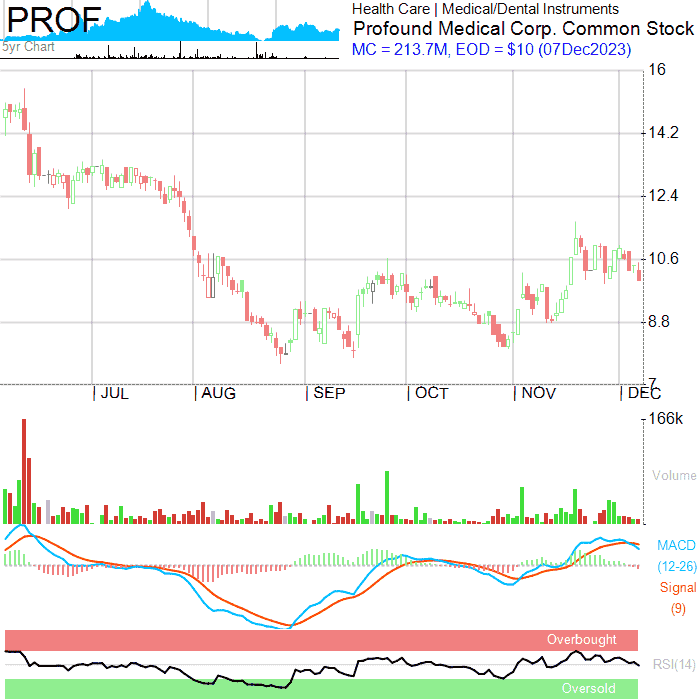 PROF
5yr Chart
Health Care | Medical/Dental Instruments
Profound Medical Corp. Common Stock
MC = 213.7M, EOD = $10 (07Dec2023)
16
14.2
12.4
10.6
8.8
7
JUL AUG SEP OCT NOV DEC
166k
Volume
MACD
(12-26)
Signal
(9)
Overbought
RSI(14)
Oversold